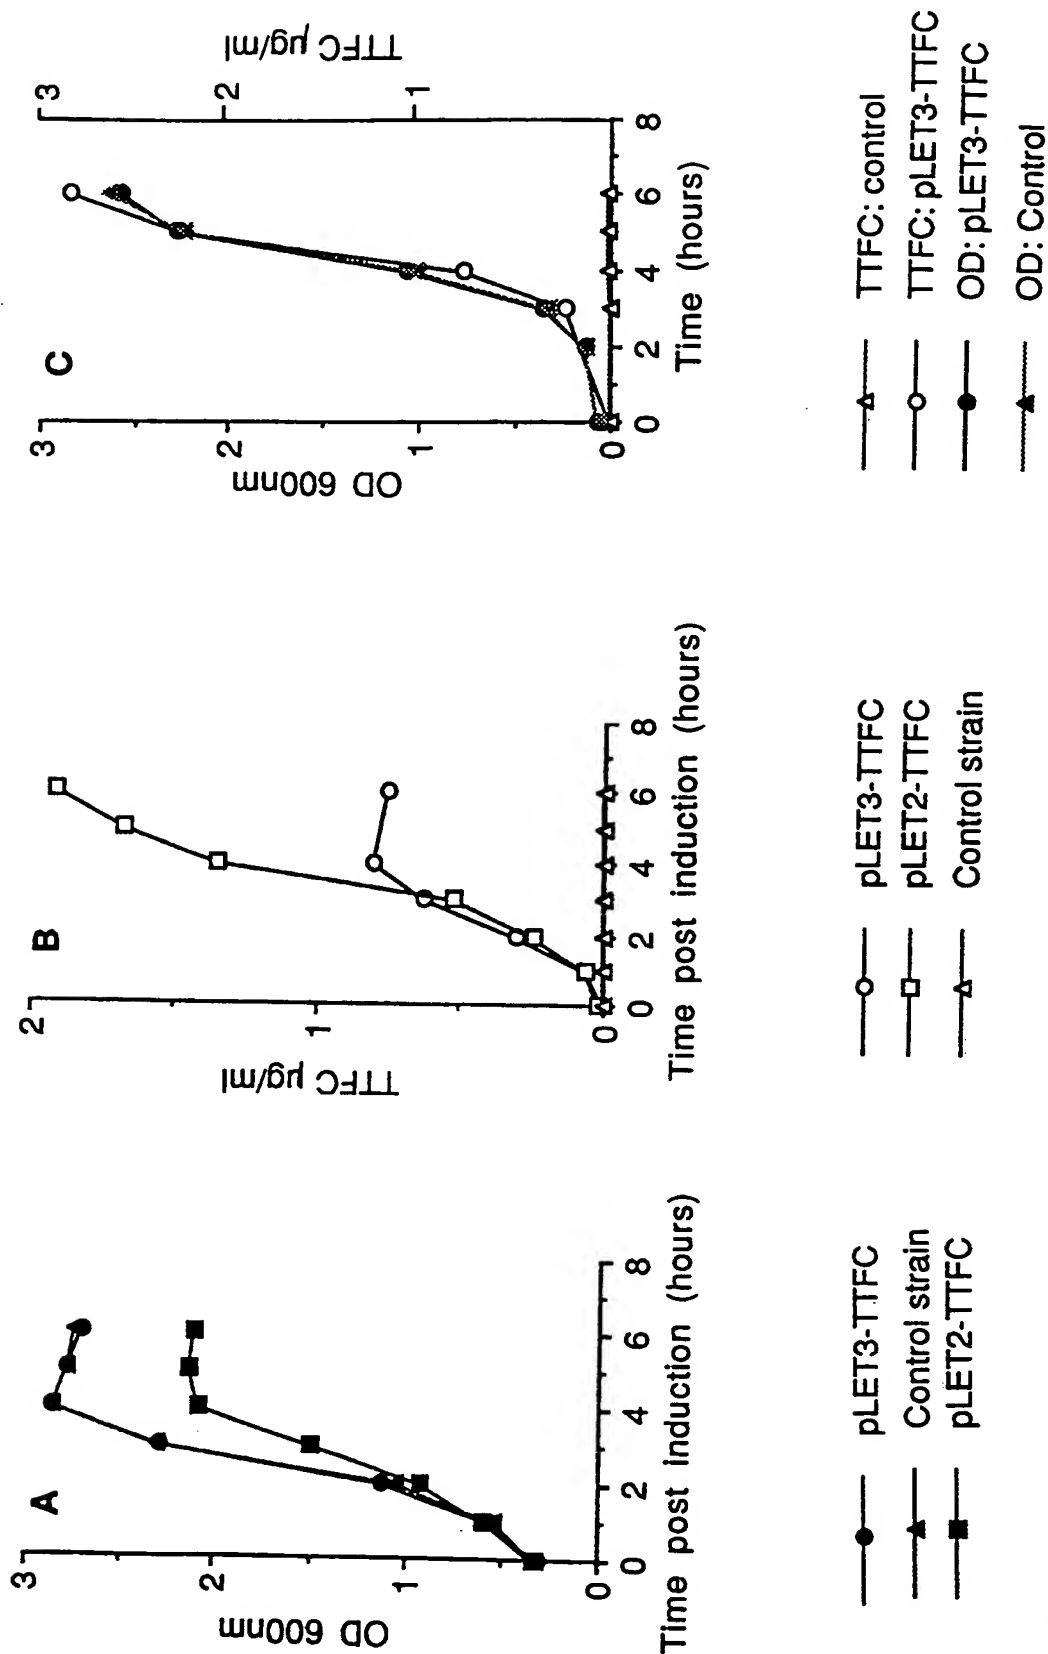 A
3
2
1
0
OD 600nm
0 2 4 6 8
Time post induction (hours)
pLET3-TTFC
Control strain
pLET2-TTFC
B
2
1
0
TTFC µg/ml
0 2 4 6 8
Time post induction (hours)
pLET3-TTFC
pLET2-TTFC
Control strain
C
3
2
1
0
OD 600nm
0 2 4 6 8
Time (hours)
3
2
1
TTFC µg/ml
TTFC: control
TTFC: pLET3-TTFC
OD: pLET3-TTFC
OD: Control